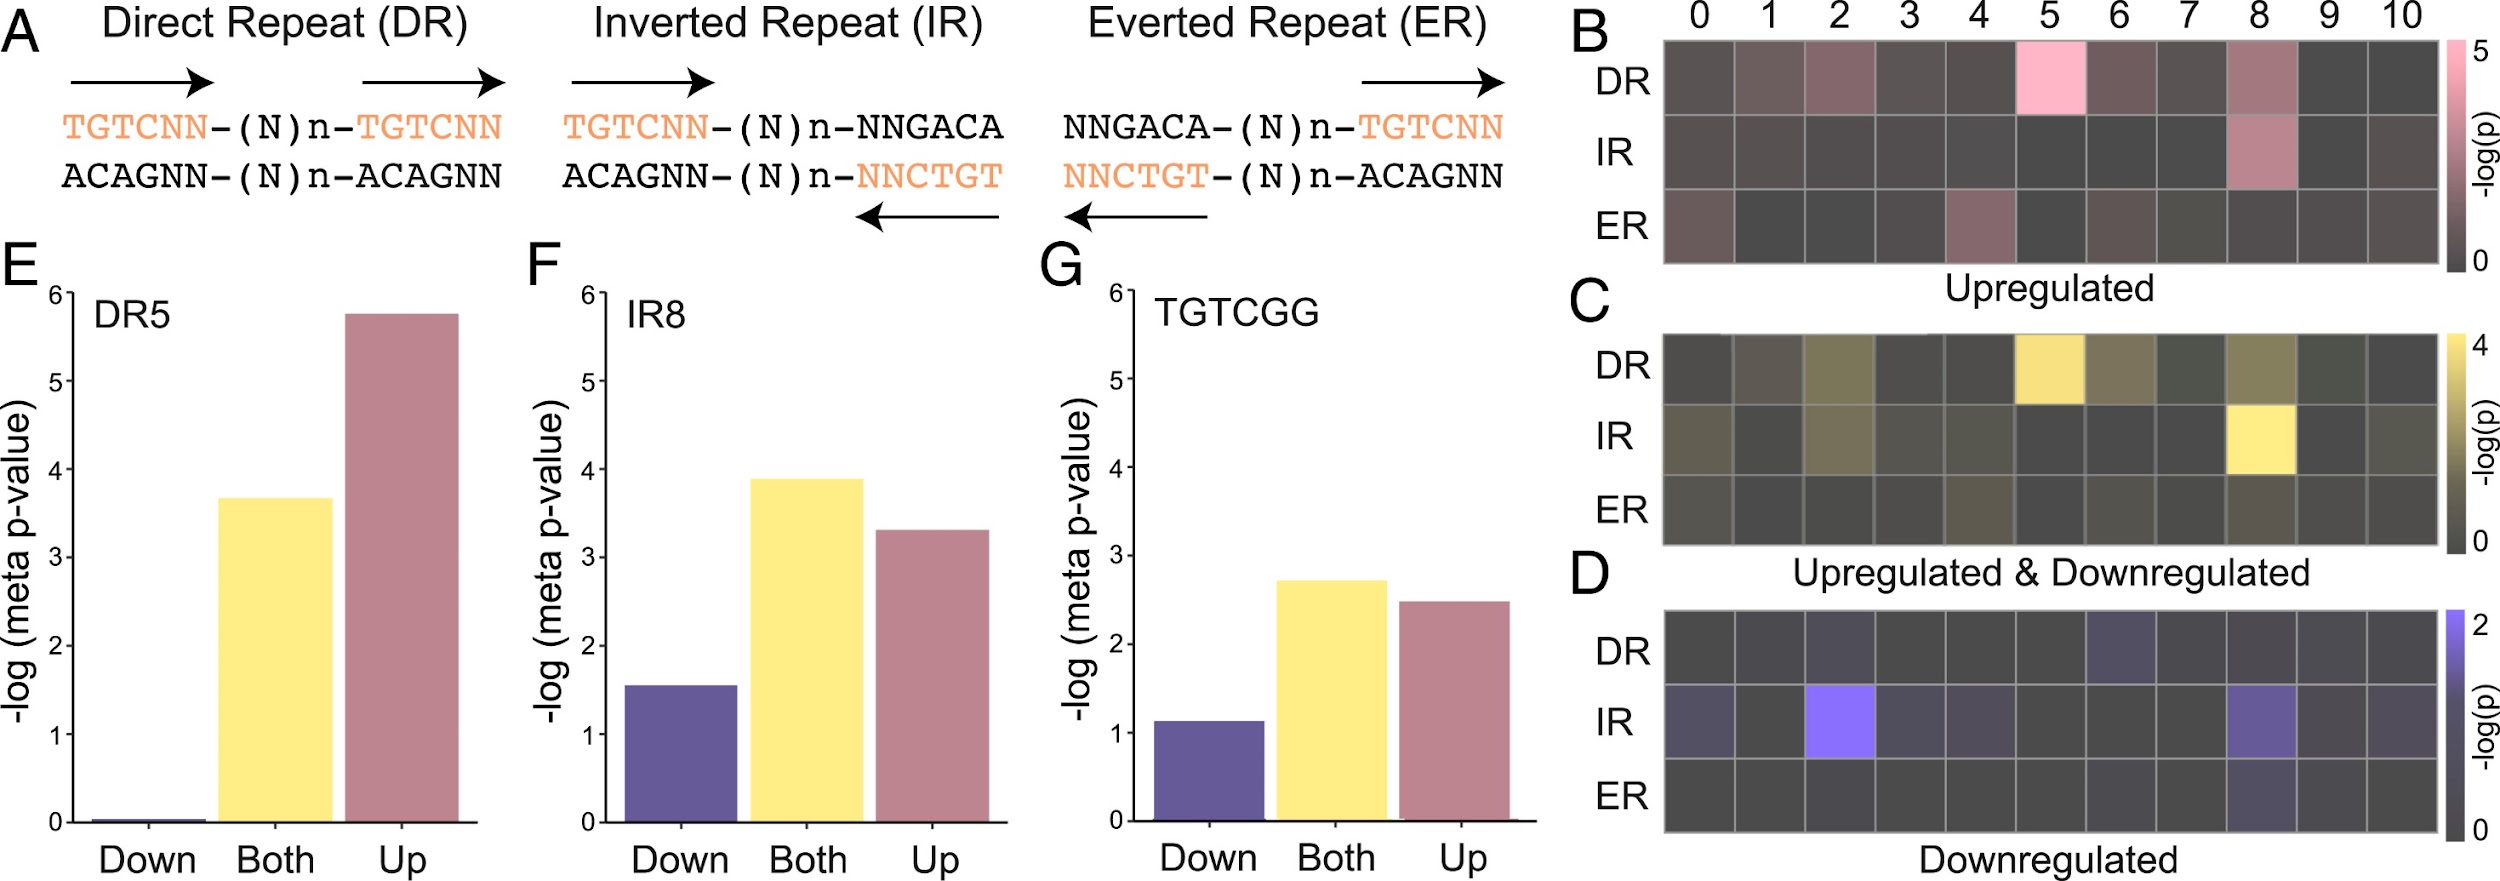 A
Direct Repeat (DR)
TGTCNN-(N)n-TGTCNN
ACAGNN-(N)n-ACAGNN
Inverted Repeat (IR)
TGTCNN-(N)n-NNGACA
ACAGNN-(N)n-NNCTGT
Everted Repeat (ER)
NNGACA-(N)n-TGTCNN
NNCTGT-(N)n-ACAGNN
B
0 1 2 3 4 5 6 7 8 9 10
DR
IR
ER
5
-log(p)
0
Upregulated
C
DR
IR
ER
4
-log(p)
0
Upregulated & Downregulated
D
DR
IR
ER
2
-log(p)
0
Downregulated
E
DR5
-log (meta p-value)
6
5
4
3
2
1
0
Down Both Up
F
IR8
-log (meta p-value)
6
5
4
3
2
1
0
Down Both Up
G
TGTCGG
-log (meta p-value)
6
5
4
3
2
1
0
Down Both Up